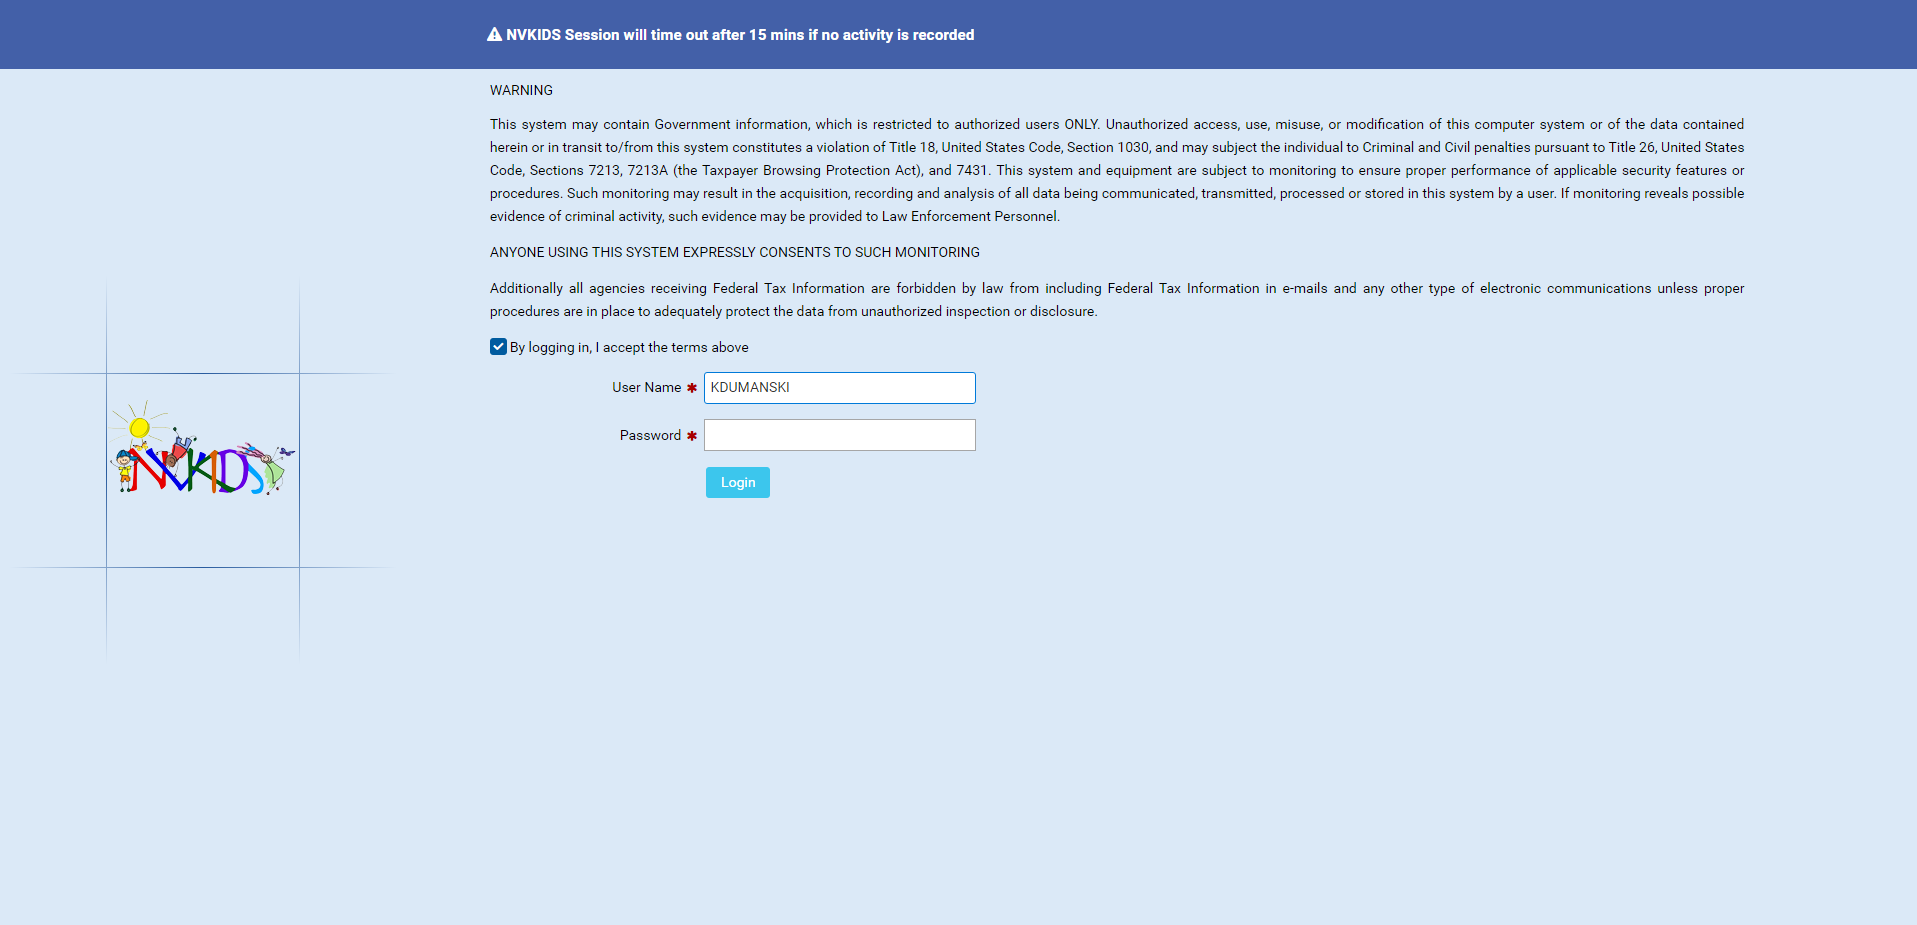 NVKIDS Session will time out after 15 mins if no activity is recorded
WARNING
This system may contain Government information, which is restricted to authorized users ONLY. Unauthorized access, use, misuse, or modification of this computer system or of the data contained
herein or in transit to/from this system constitutes a violation of Title 18, United States Code, Section 1030, and may subject the individual to Criminal and Civil penalties pursuant to Title 26, United States
Code, Sections 7213, 7213A (the Taxpayer Browsing Protection Act), and 7431. This system and equipment are subject to monitoring to ensure proper performance of applicable security features or
procedures. Such monitoring may result in the acquisition, recording and analysis of all data being communicated, transmitted, processed or stored in this system by a user. If monitoring reveals possible
evidence of criminal activity, such evidence may be provided to Law Enforcement Personnel.
ANYONE USING THIS SYSTEM EXPRESSLY CONSENTS TO SUCH MONITORING
Additionally all agencies receiving Federal Tax Information are forbidden by law from including Federal Tax Information in e-mails and any other type of electronic communications unless proper
procedures are in place to adequately protect the data from unauthorized inspection or disclosure.
By logging in, I accept the terms above
User Name * KDUMANSKI
Password *
Login
NVKIDS